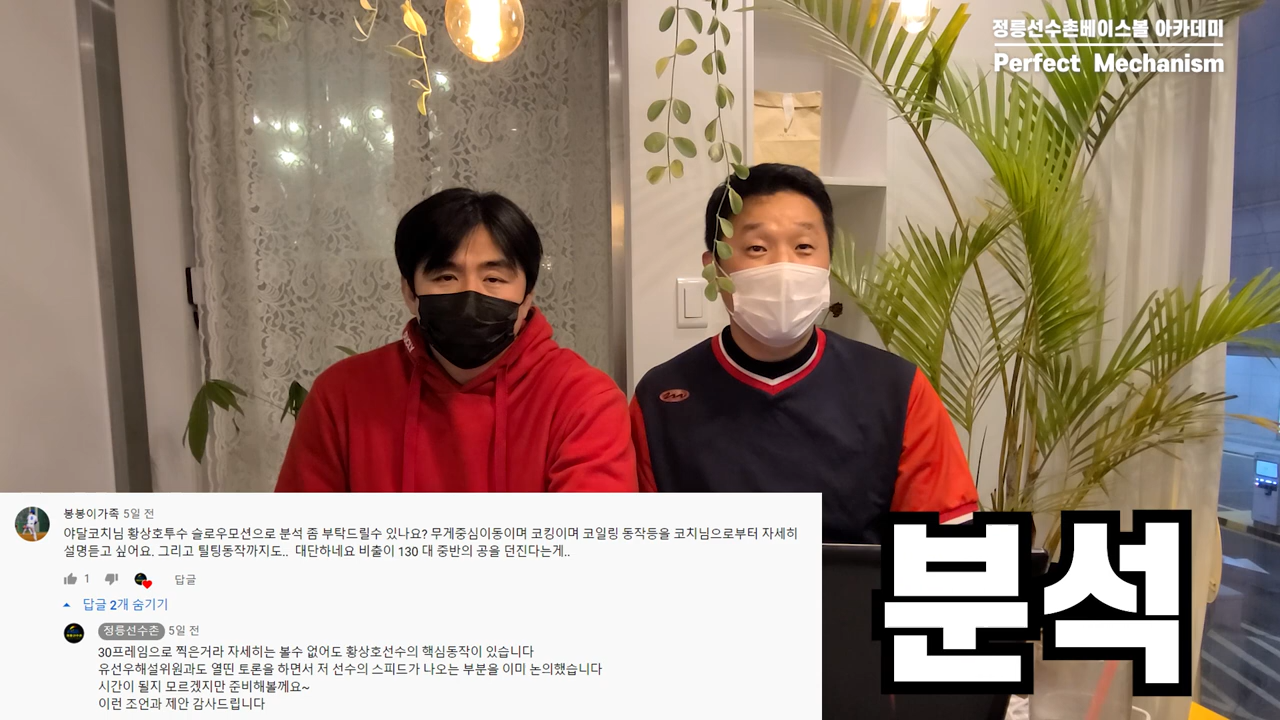 정릉선수촌베이스볼 아카데미
Perfect Mechanism
봉봉이가족 5일 전
야달코치님 황상호투수 슬로우모션으로 분석 좀 부탁드릴수 있나요? 무게중심이동이며 코킹이며 코일링 동작등을 코치님으로부터 자세히
설명듣고 싶어요. 그리고 틸팅동작까지도.. 대단하네요 비출이 130 대 중반의 공을 던진다는게..
1
답글
답글 2개 숨기기
정릉선수촌 5일 전
30프레임으로 찍은거라 자세히는 볼수 없어도 황상호선수의 핵심동작이 있습니다
유선우해설위원과도 열띤 토론을 하면서 저 선수의 스피드가 나오는 부분을 이미 논의했습니다
시간이 될지 모르겠지만 준비해볼께요~
이런 조언과 제안 감사드립니다
분석